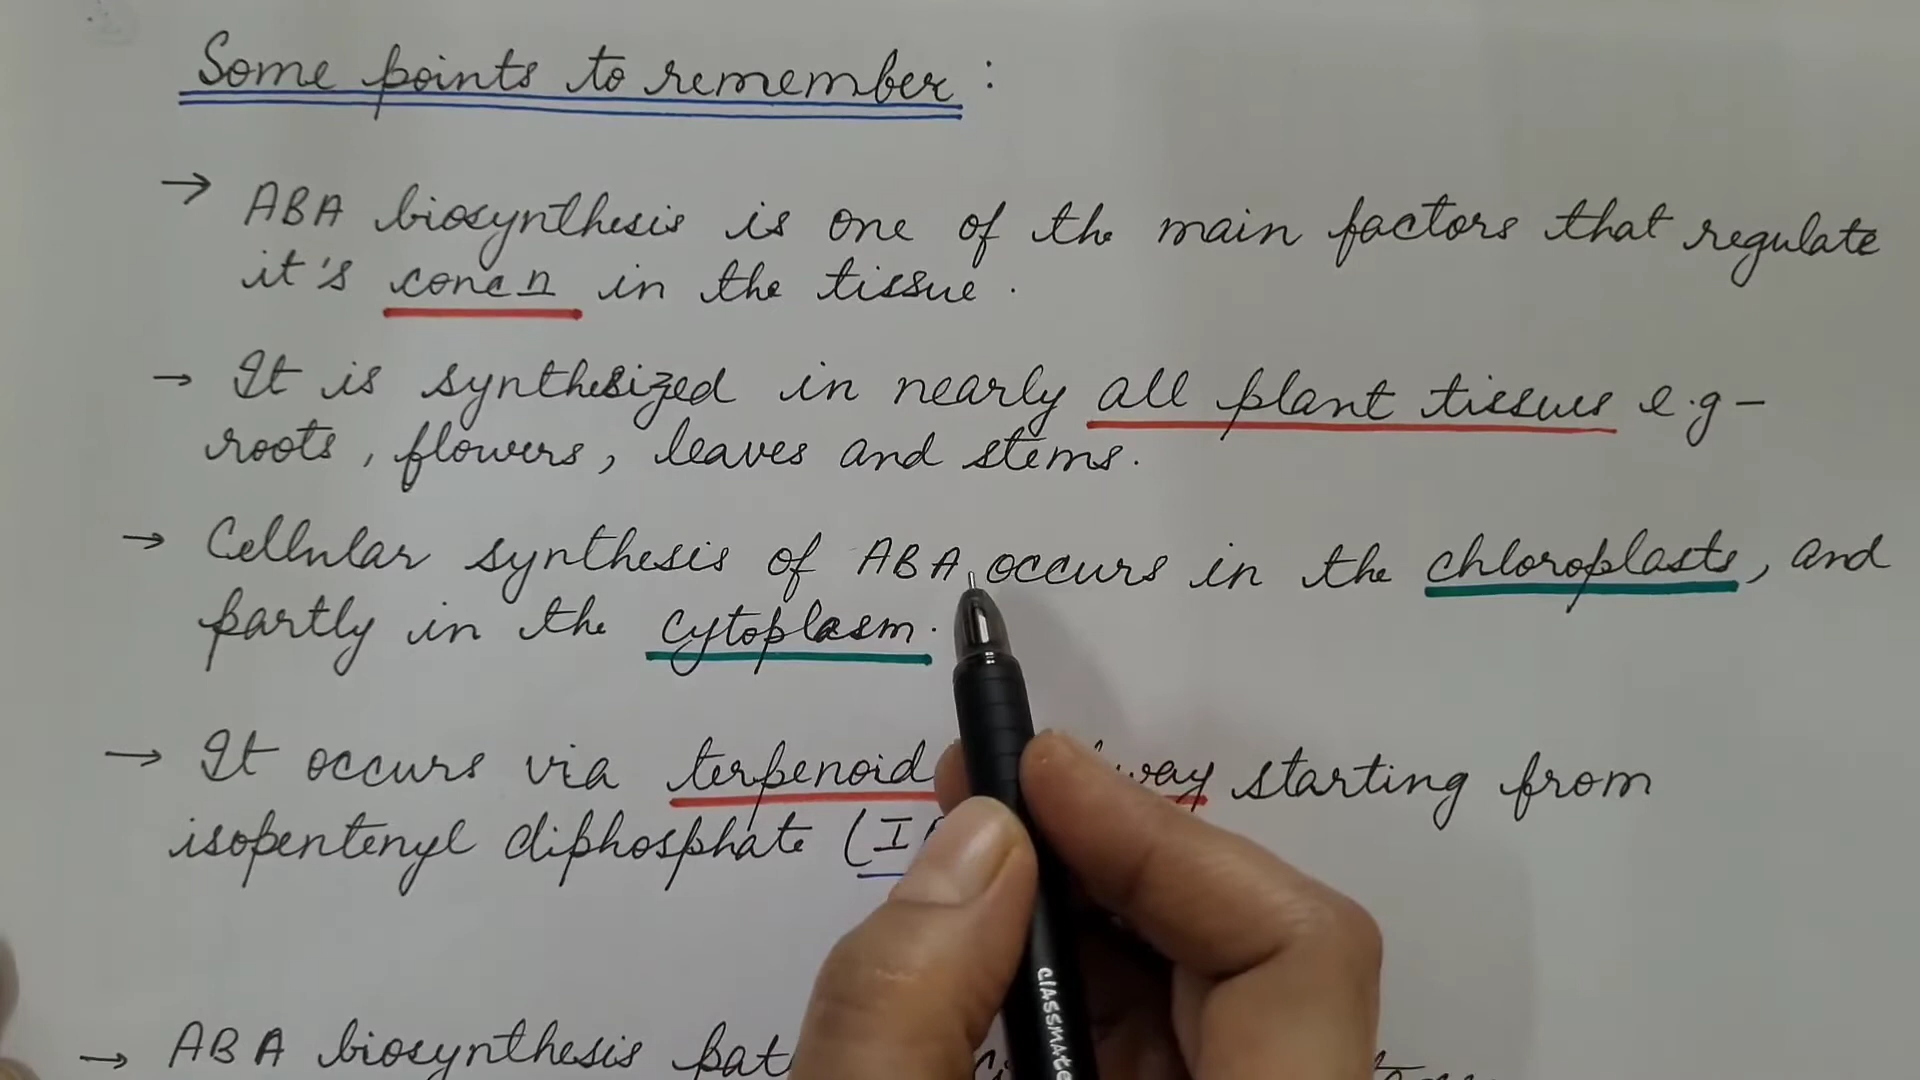 Some points to remember :
→ ABA biosynthesis is one of the main factors that regulate
it's concn in the tissue.
→ It is synthesized in nearly all plant tissues e.g -
roots, flowers, leaves and stems.
→ Cellular synthesis of ABA occurs in the chloroplasts, and
partly in the cytoplasm.
→ It occurs via terpenoid starting from
isopentenyl diphosphate (
→ ABA biosynthesis
classmate